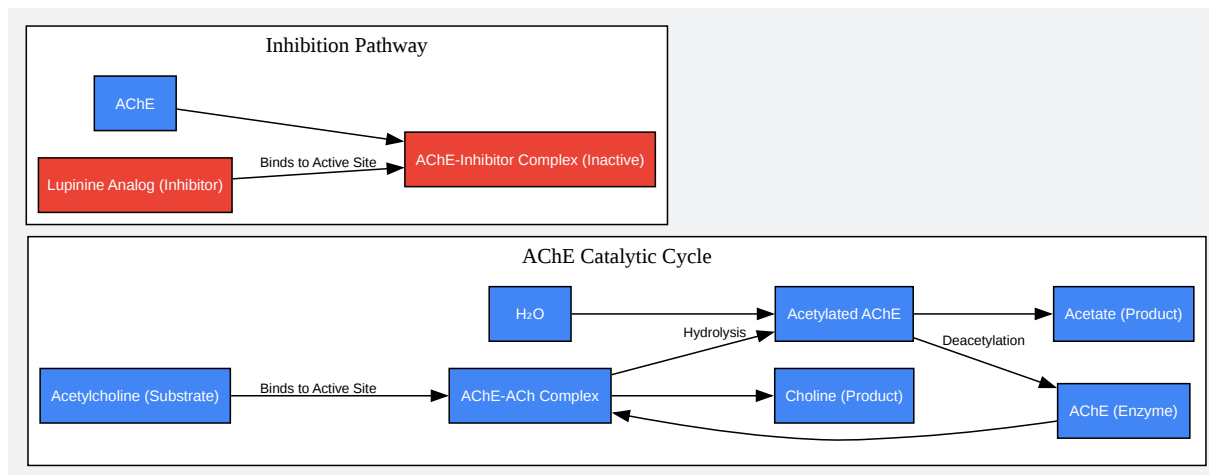 Inhibition Pathway
AChE
Binds to Active Site
AChE-Inhibitor Complex (Inactive)
Lupinine Analog (Inhibitor)
AChE Catalytic Cycle
H₂O
Acetylated AChE
Acetate (Product)
Hydrolysis
Deacetylation
Acetylcholine (Substrate)
Binds to Active Site
AChE-ACh Complex
Choline (Product)
AChE (Enzyme)